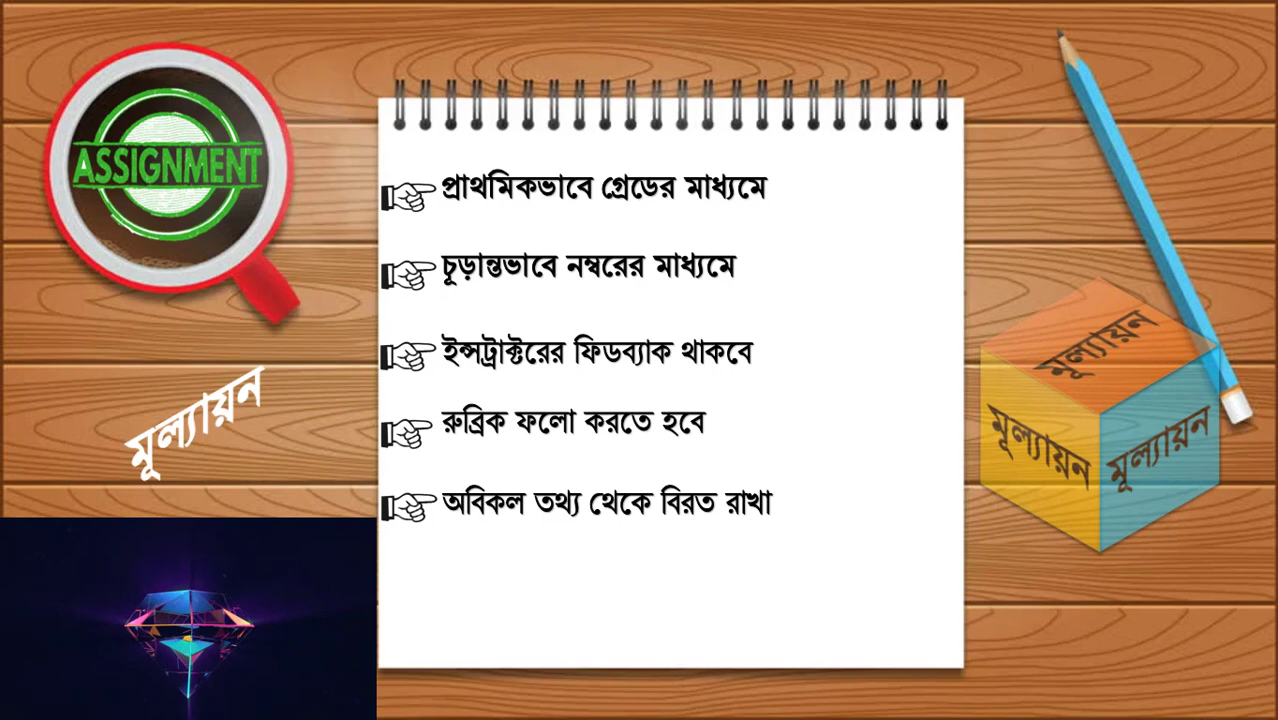 ASSIGNMENT
প্রাথমিকভাবে গ্রেডের মাধ্যমে
চূড়ান্তভাবে নম্বরের মাধ্যমে
ইন্সট্রাক্টরের ফিডব্যাক থাকবে
রুব্রিক ফলো করতে হবে
অবিকল তথ্য থেকে বিরত রাখা
মূল্যায়ন
মূল্যায়ন
মূল্যায়ন
মূল্যায়ন